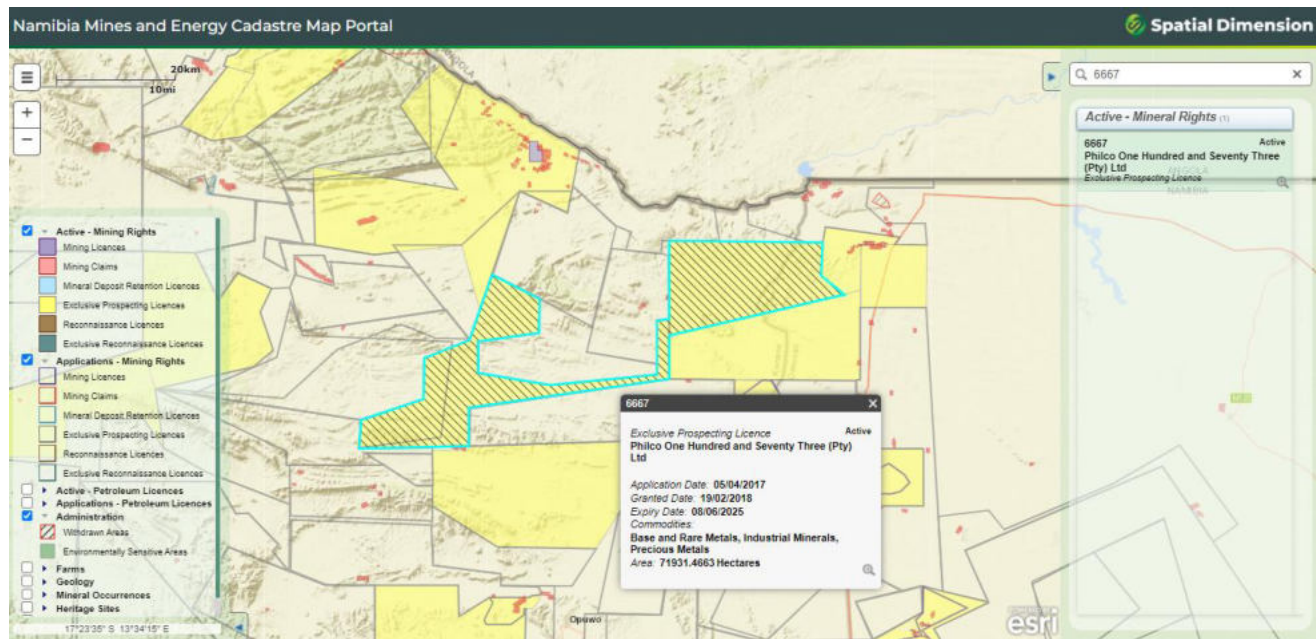 Namibia Mines and Energy Cadastre Map Portal
Spatial Dimension
20km
10mi
+
−
ANGOLA
6667
Active - Mineral Rights (1)
6667 Active
Philco One Hundred and Seventy Three
(Pty) Ltd
Exclusive Prospecting Licence
ANGOLA
NAMIBIA
Active - Mining Rights
Mining Licences
Mining Claims
Mineral Deposit Retention Licences
Exclusive Prospecting Licences
Reconnaissance Licences
Exclusive Reconnaissance Licences
Applications - Mining Rights
Mining Licences
Mining Claims
Mineral Deposit Retention Licences
Exclusive Prospecting Licences
Reconnaissance Licences
Exclusive Reconnaissance Licences
Active - Petroleum Licences
Applications - Petroleum Licences
Administration
Withdrawn Areas
Environmentally Sensitive Areas
Farms
Geology
Mineral Occurrences
Heritage Sites
17°23'35" S 13°34'15" E
6667
Exclusive Prospecting Licence Active
Philco One Hundred and Seventy Three (Pty)
Ltd
Application Date: 05/04/2017
Granted Date: 19/02/2018
Expiry Date: 08/06/2025
Commodities:
Base and Rare Metals, Industrial Minerals,
Precious Metals
Area: 71931.4663 Hectares
Opuwo
esri